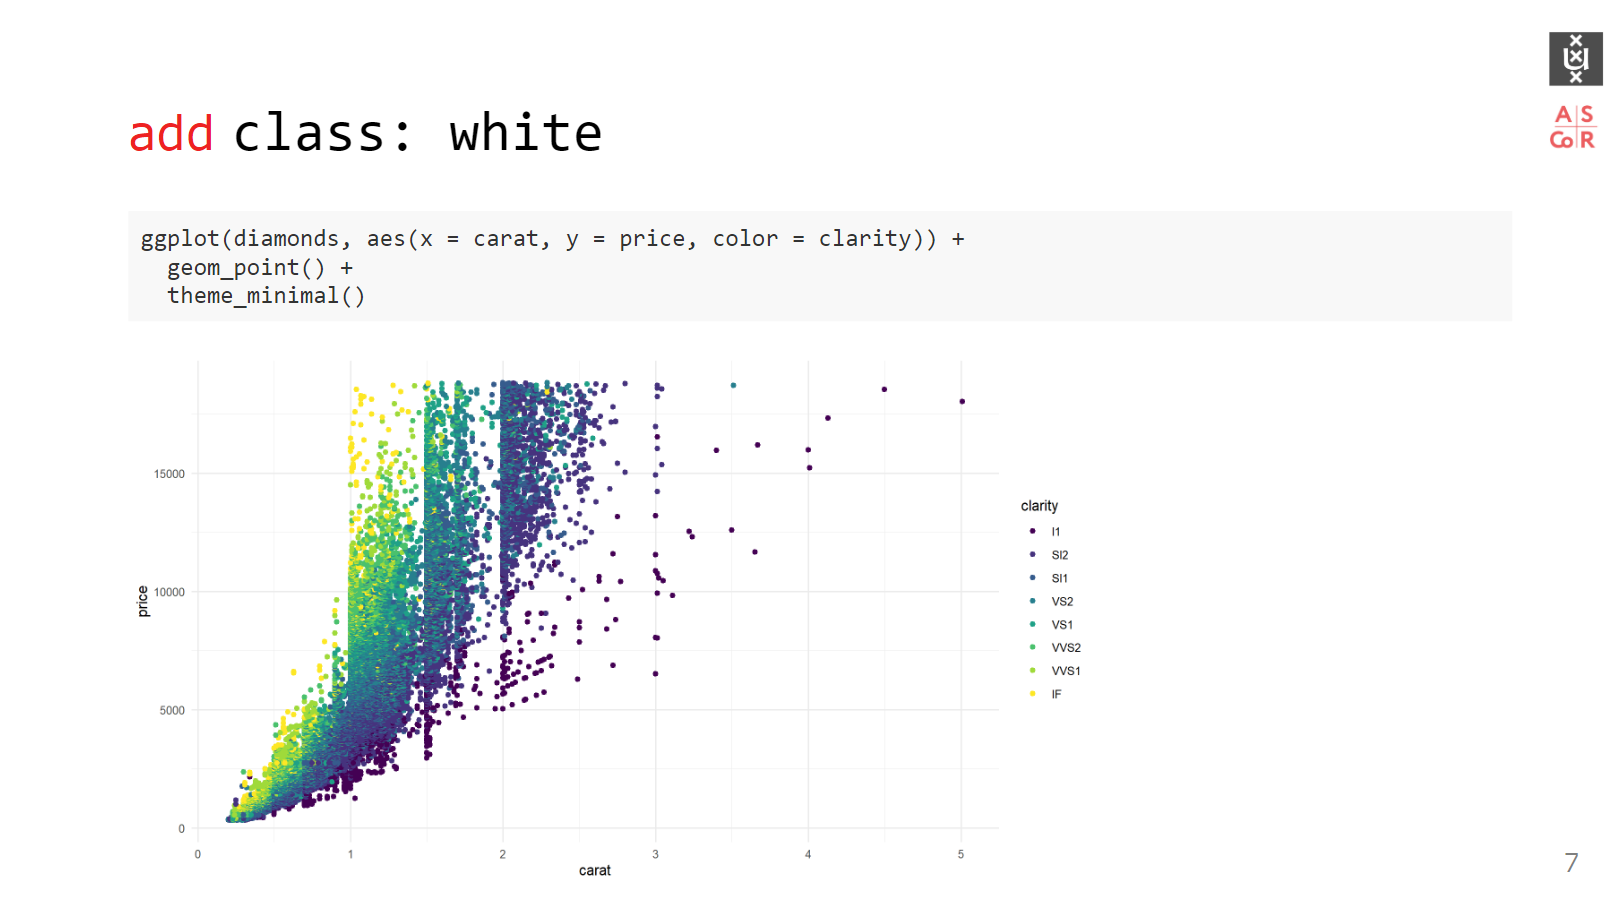 add class: white
A S
Co R
ggplot(diamonds, aes(x = carat, y = price, color = clarity)) +
  geom_point() +
  theme_minimal()
15000
10000
5000
0
price
0 1 2 3 4 5
carat
clarity
I1
SI2
SI1
VS2
VS1
VVS2
VVS1
IF
7